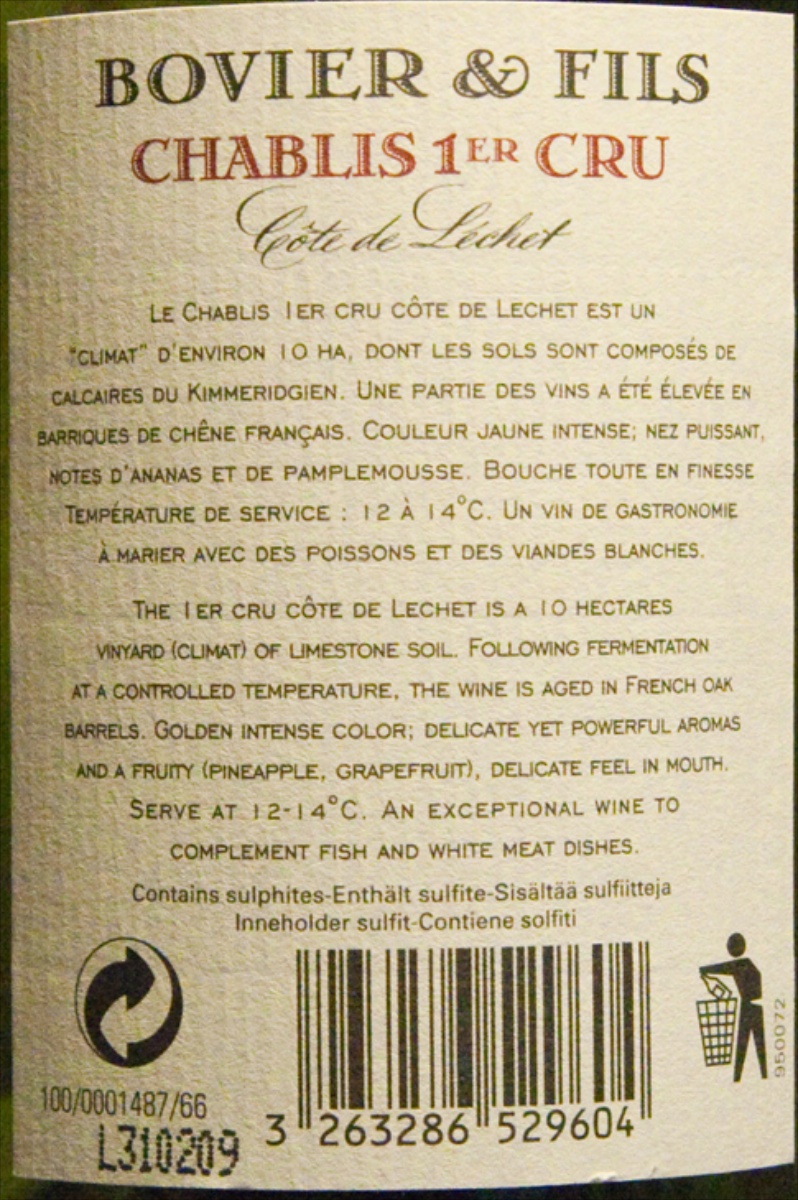 BOVIER & FILS
CHABLIS 1ER CRU
Côte de Léchet
LE CHABLIS 1ER CRU CÔTE DE LECHET EST UN
"CLIMAT" D'ENVIRON 10 HA, DONT LES SOLS SONT COMPOSÉS DE
CALCAIRES DU KIMMERIDGIEN. UNE PARTIE DES VINS A ÉTÉ ÉLEVÉE EN
BARRIQUES DE CHÊNE FRANÇAIS. COULEUR JAUNE INTENSE; NEZ PUISSANT,
NOTES D'ANANAS ET DE PAMPLEMOUSSE. BOUCHE TOUTE EN FINESSE
TEMPÉRATURE DE SERVICE : 12 À 14°C. UN VIN DE GASTRONOMIE
À MARIER AVEC DES POISSONS ET DES VIANDES BLANCHES.
THE 1ER CRU CÔTE DE LECHET IS A 10 HECTARES
VINYARD (CLIMAT) OF LIMESTONE SOIL. FOLLOWING FERMENTATION
AT A CONTROLLED TEMPERATURE, THE WINE IS AGED IN FRENCH OAK
BARRELS. GOLDEN INTENSE COLOR; DELICATE YET POWERFUL AROMAS
AND A FRUITY (PINEAPPLE, GRAPEFRUIT), DELICATE FEEL IN MOUTH.
SERVE AT 12-14°C. AN EXCEPTIONAL WINE TO
COMPLEMENT FISH AND WHITE MEAT DISHES.
Contains sulphites-Enthält sulfite-Sisältää sulfiitteja
Inneholder sulfit-Contiene solfiti
950072
100/0001487/66
L310209
3 263286 529604